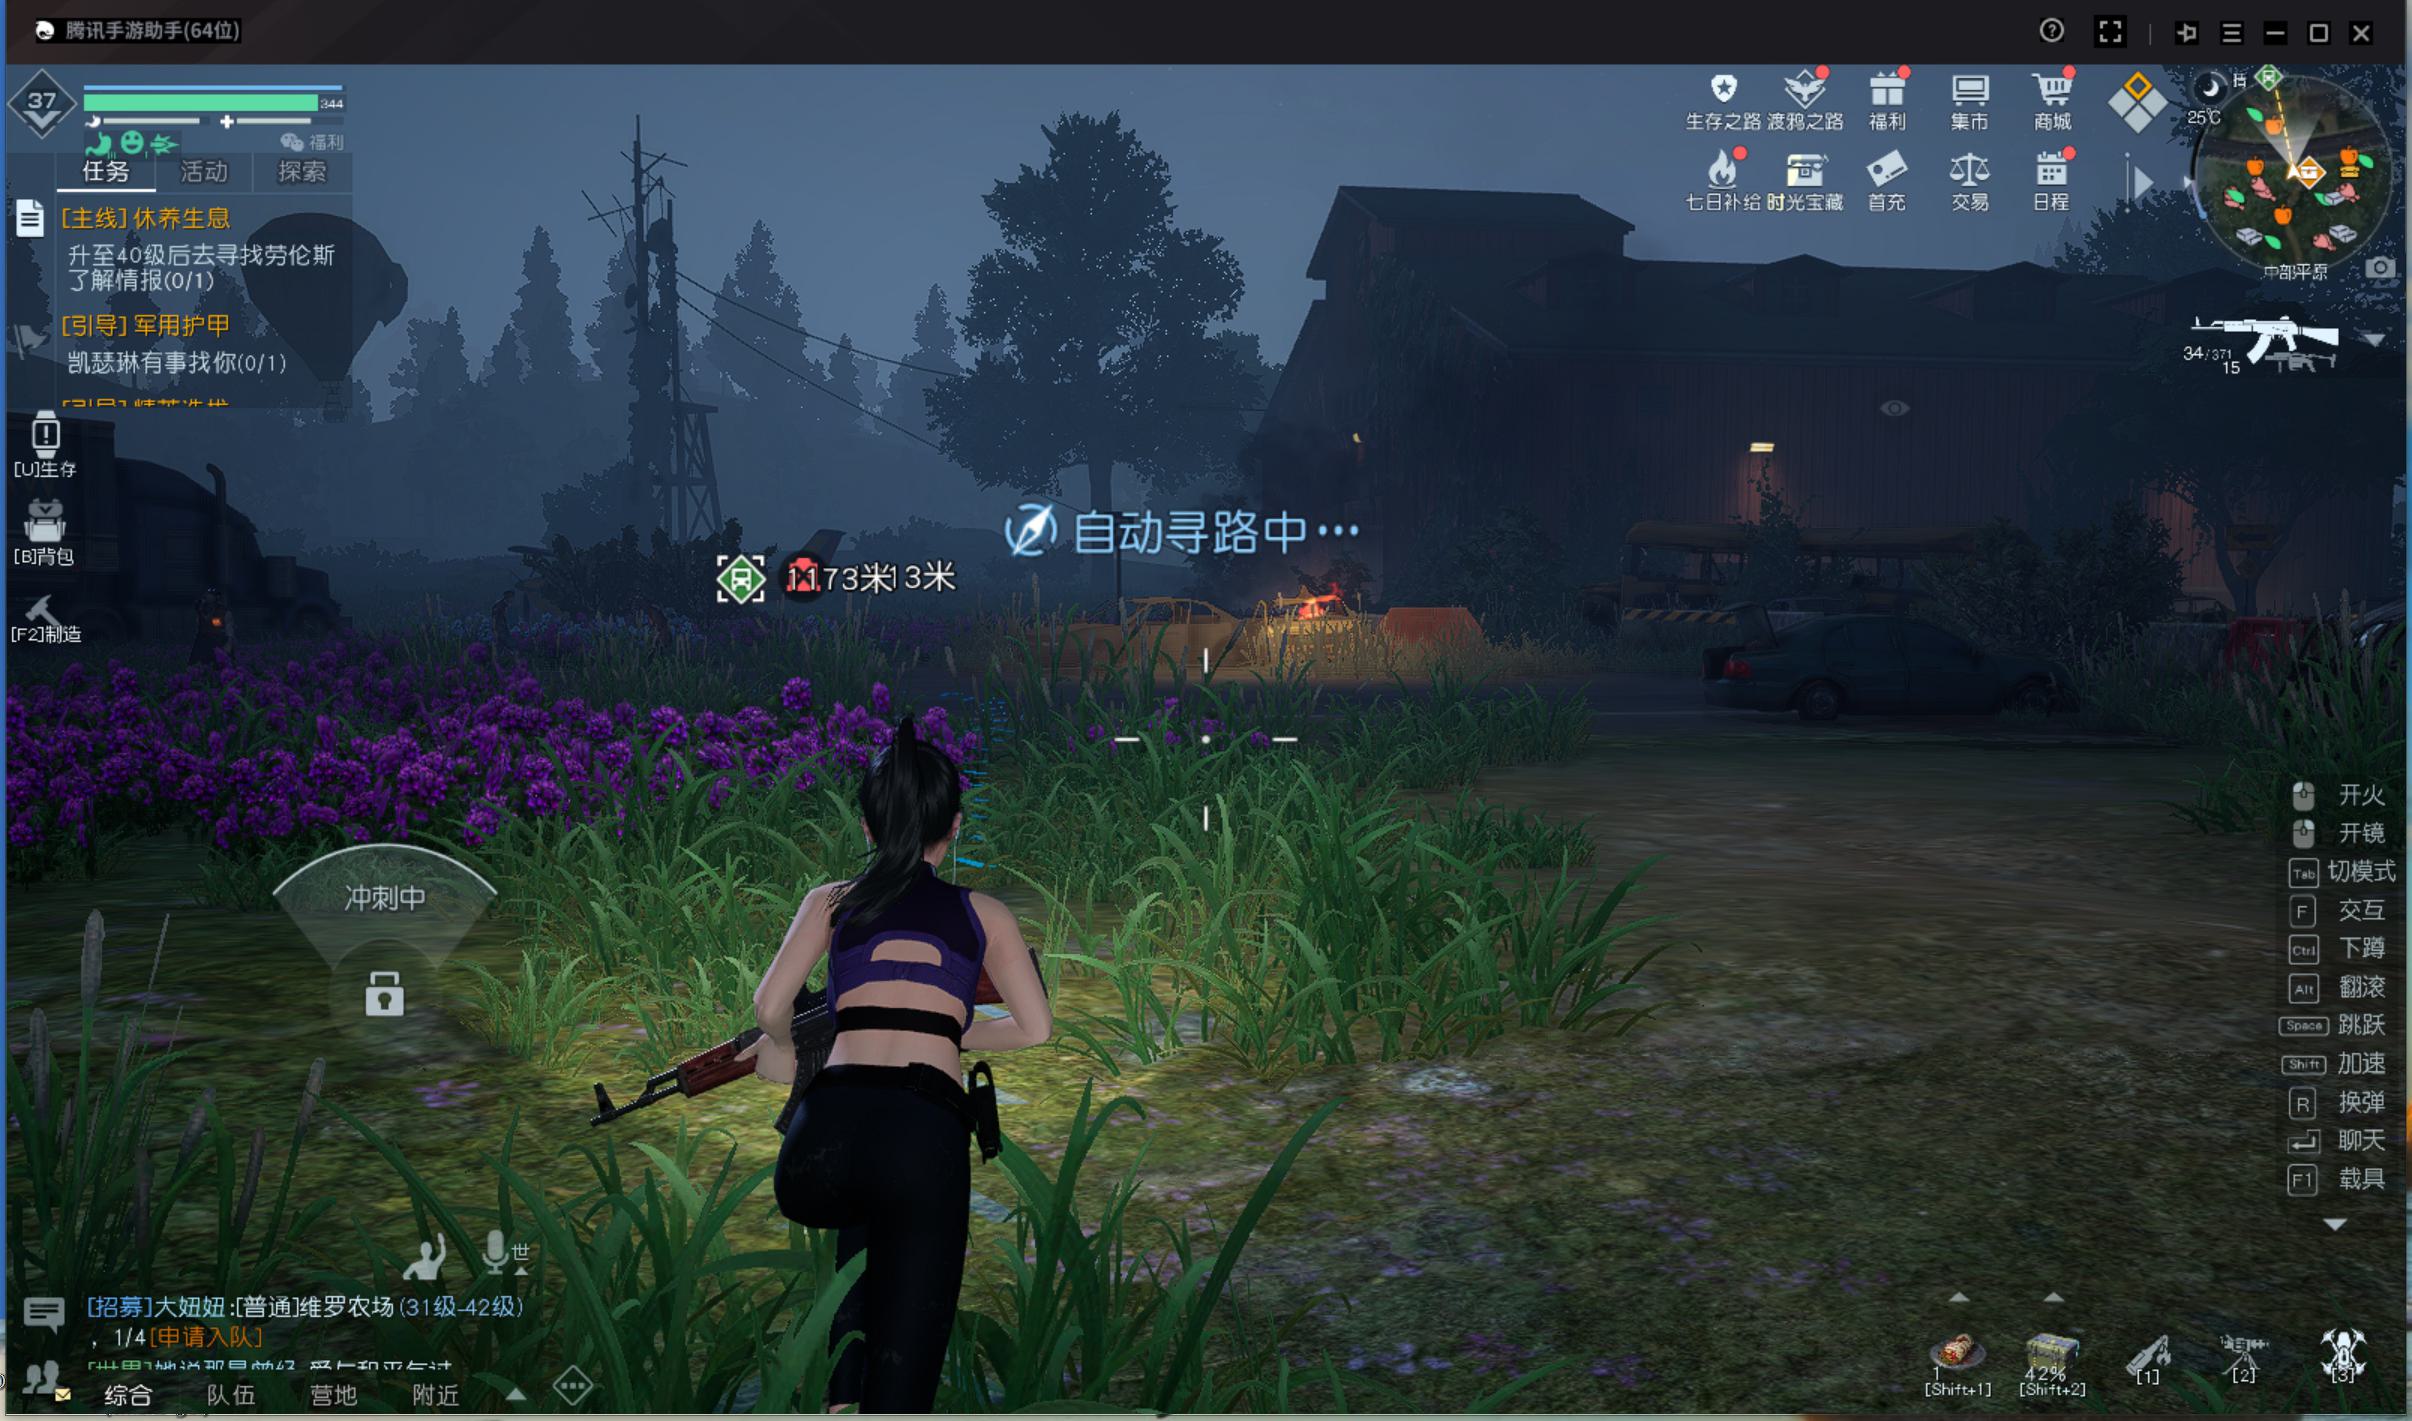 腾讯手游助手(64位)
37
344
福利
任务 活动 探索
[主线]休养生息
升至40级后去寻找劳伦斯
了解情报(0/1)
[引导]军用护甲
凯瑟琳有事找你(0/1)
[U]生存
[B]背包
[F2]制造
生存之路 渡鸦之路 福利 集市 商城
七日补给 时光宝藏 首充 交易 日程
25℃
中部平原
34/371
15
自动寻路中…
1173米 13米
冲刺中
开火
开镜
Tab 切模式
F 交互
Ctrl 下蹲
Alt 翻滚
Space 跳跃
Shift 加速
R 换弹
聊天
F1 载具
世
[招募]大妞妞:[普通]维罗农场(31级-42级)
，1/4[申请入队]
综合 队伍 营地 附近
1
[Shift+1]
42%
[Shift+2]
[1]
[2]
[3]